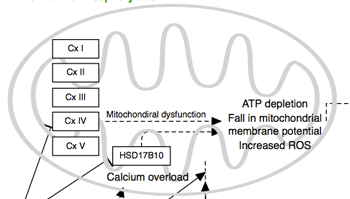 Cx I
Cx II
Cx III
Cx IV
Cx V
Mitochondiral dysfunction
HSD17B10
Calcium overload
ATP depletion
Fall in mitochondrial
membrane potential
Increased ROS